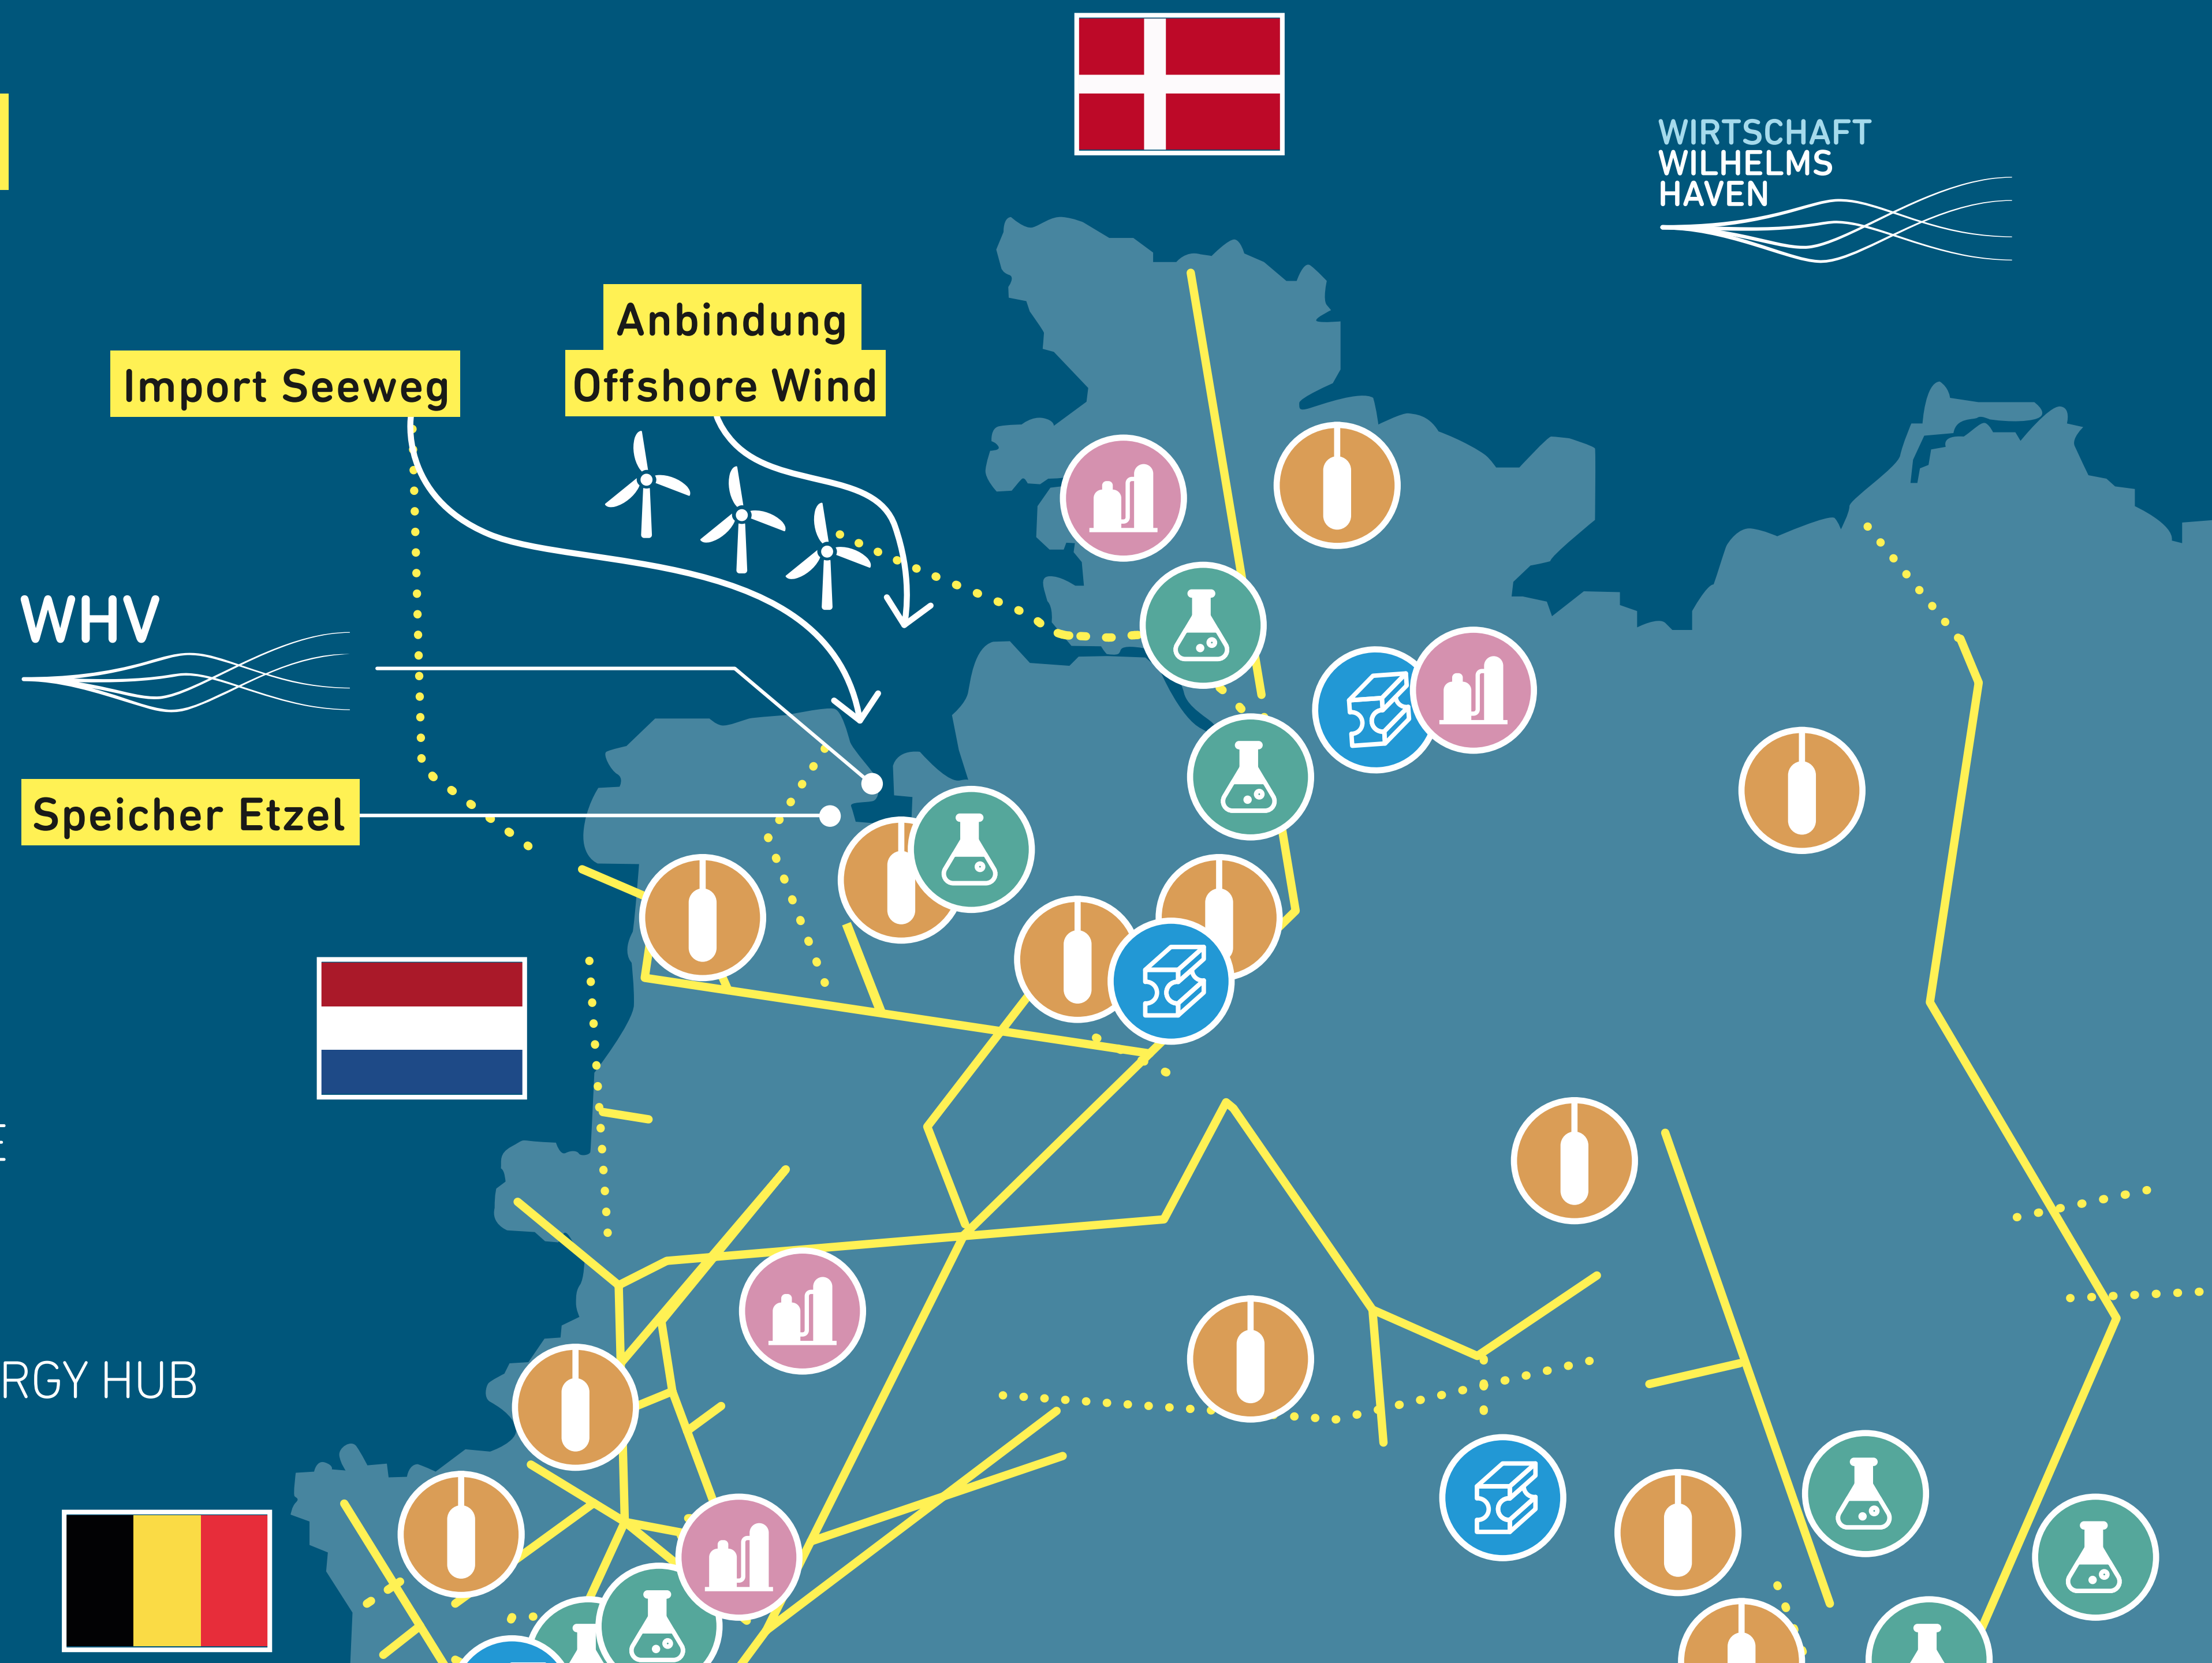 WIRTSCHAFT
WILHELMS
HAVEN
Anbindung
Offshore Wind
Import Seeweg
WHV
Speicher Etzel
RGY HUB